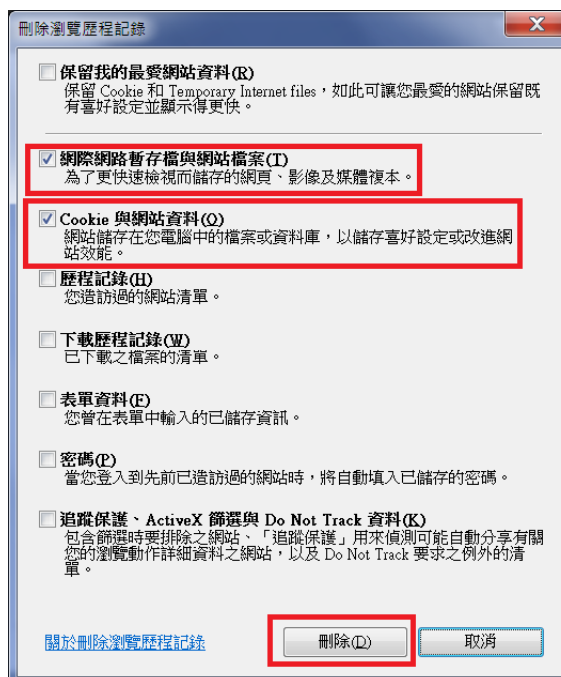 刪除瀏覽歷程記錄
保留我的最愛網站資料(R)
保留 Cookie 和 Temporary Internet files，如此可讓您最愛的網站保留既
有喜好設定並顯示得更快。
網際網路暫存檔與網站檔案(T)
為了更快速檢視而儲存的網頁、影像及媒體複本。
Cookie 與網站資料(O)
網站儲存在您電腦中的檔案或資料庫，以儲存喜好設定或改進網
站效能。
歷程記錄(H)
您造訪過的網站清單。
下載歷程記錄(W)
已下載之檔案的清單。
表單資料(F)
您曾在表單中輸入的已儲存資訊。
密碼(P)
當您登入到先前已造訪過的網站時，將自動填入已儲存的密碼。
追蹤保護、ActiveX 篩選與 Do Not Track 資料(K)
包含篩選時要排除之網站、「追蹤保護」用來偵測可能自動分享有關
您的瀏覽動作詳細資料之網站，以及 Do Not Track 要求之例外的清
單。
關於刪除瀏覽歷程記錄
刪除(D)
取消